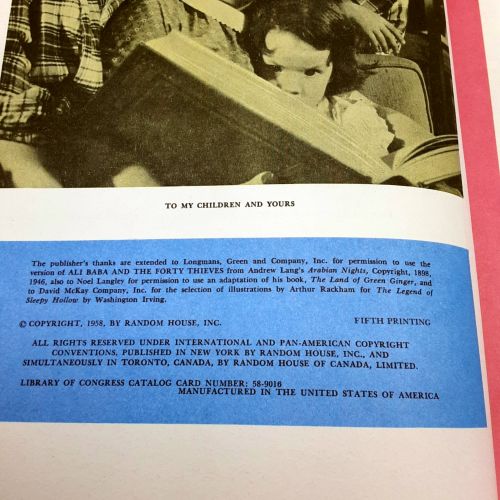 TO MY CHILDREN AND YOURS
The publisher's thanks are extended to Longmans, Green and Company, Inc. for permission to use the
version of ALI BABA AND THE FORTY THIEVES from Andrew Lang's Arabian Nights, Copyright, 1898,
1946, also to Noel Langley for permission to use an adaptation of his book, The Land of Green Ginger, and
to David McKay Company, Inc. for the selection of illustrations by Arthur Rackham for The Legend of
Sleepy Hollow by Washington Irving.
© COPYRIGHT, 1958, BY RANDOM HOUSE, INC. FIFTH PRINTING
ALL RIGHTS RESERVED UNDER INTERNATIONAL AND PAN-AMERICAN COPYRIGHT
CONVENTIONS, PUBLISHED IN NEW YORK BY RANDOM HOUSE, INC., AND
SIMULTANEOUSLY IN TORONTO, CANADA, BY RANDOM HOUSE OF CANADA, LIMITED.
LIBRARY OF CONGRESS CATALOG CARD NUMBER: 58-9016
MANUFACTURED IN THE UNITED STATES OF AMERICA